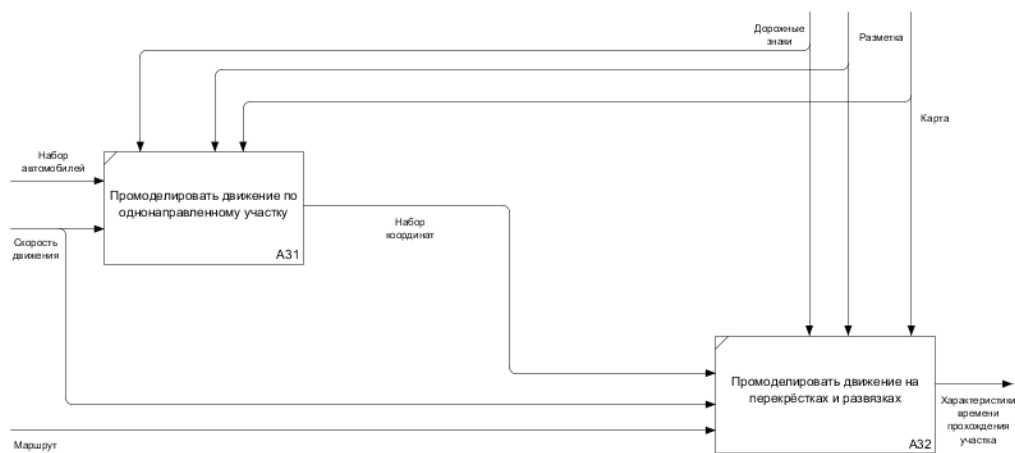 Дорожные
знаки
Разметка
Карта
Набор
автомобилей
Промоделировать движение по
однонаправленному участку
A31
Скорость
движения
Набор
координат
Промоделировать движение на
перекрёстках и развязках
A32
Характеристики
времени
прохождения
участка
Маршрут